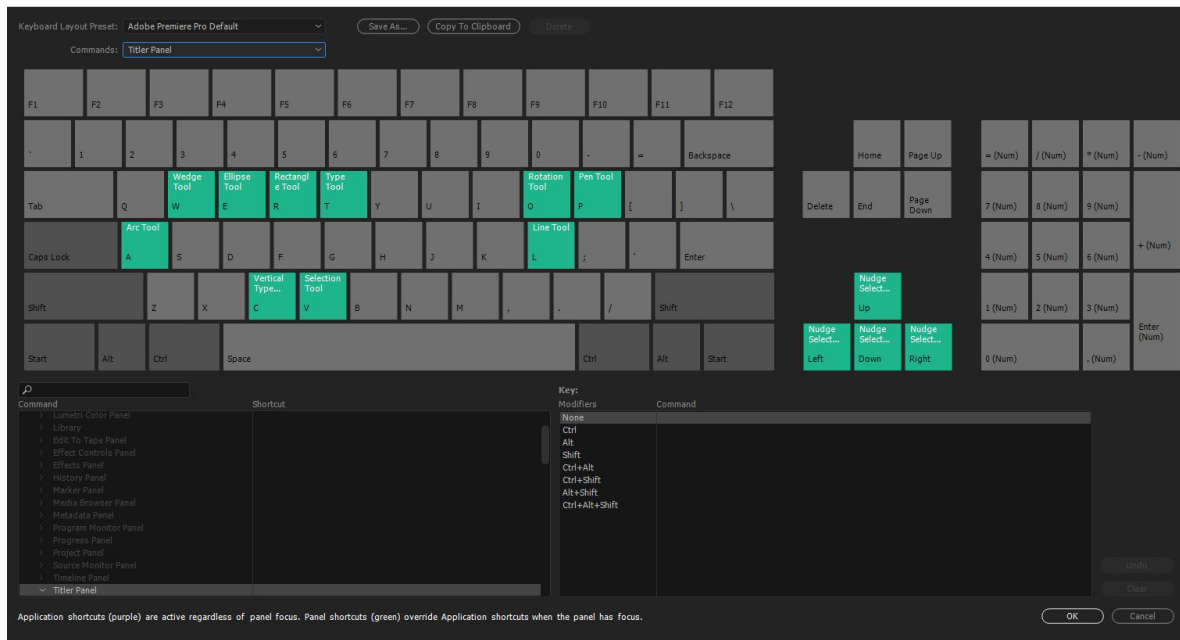 Keyboard Layout Preset: Adobe Premiere Pro Default Save As... Copy To Clipboard Delete
Commands: Titler Panel
F1 F2 F3 F4 F5 F6 F7 F8 F9 F10 F11 F12
` 1 2 3 4 5 6 7 8 9 0 - = Backspace Home Page Up = (Num) / (Num) * (Num) - (Num)
Wedge Ellipse Rectangl Type Rotation Pen Tool
Tool Tool e Tool Tool Tool
Tab Q W E R T Y U I O P [ ] \ Delete End Page Down 7 (Num) 8 (Num) 9 (Num)
Arc Tool Line Tool
Caps Lock A S D F G H J K L ; ' Enter 4 (Num) 5 (Num) 6 (Num) + (Num)
Vertical Selection Nudge
Type... Tool Select...
Shift Z X C V B N M , . / Shift Up 1 (Num) 2 (Num) 3 (Num)
Nudge Nudge Nudge
Select... Select... Select...
Start Alt Ctrl Space Ctrl Alt Start Left Down Right 0 (Num) . (Num) Enter (Num)
Key:
Command Shortcut Modifiers Command
Lumetri Color Panel
Library
Edit To Tape Panel
Effect Controls Panel
Effects Panel
History Panel
Marker Panel
Media Browser Panel
Metadata Panel
Program Monitor Panel
Progress Panel
Project Panel
Source Monitor Panel
Timeline Panel
Titler Panel
None
Ctrl
Alt
Shift
Ctrl+Alt
Ctrl+Shift
Alt+Shift
Ctrl+Alt+Shift
Undo
Clear
Application shortcuts (purple) are active regardless of panel focus. Panel shortcuts (green) override Application shortcuts when the panel has focus.
OK Cancel